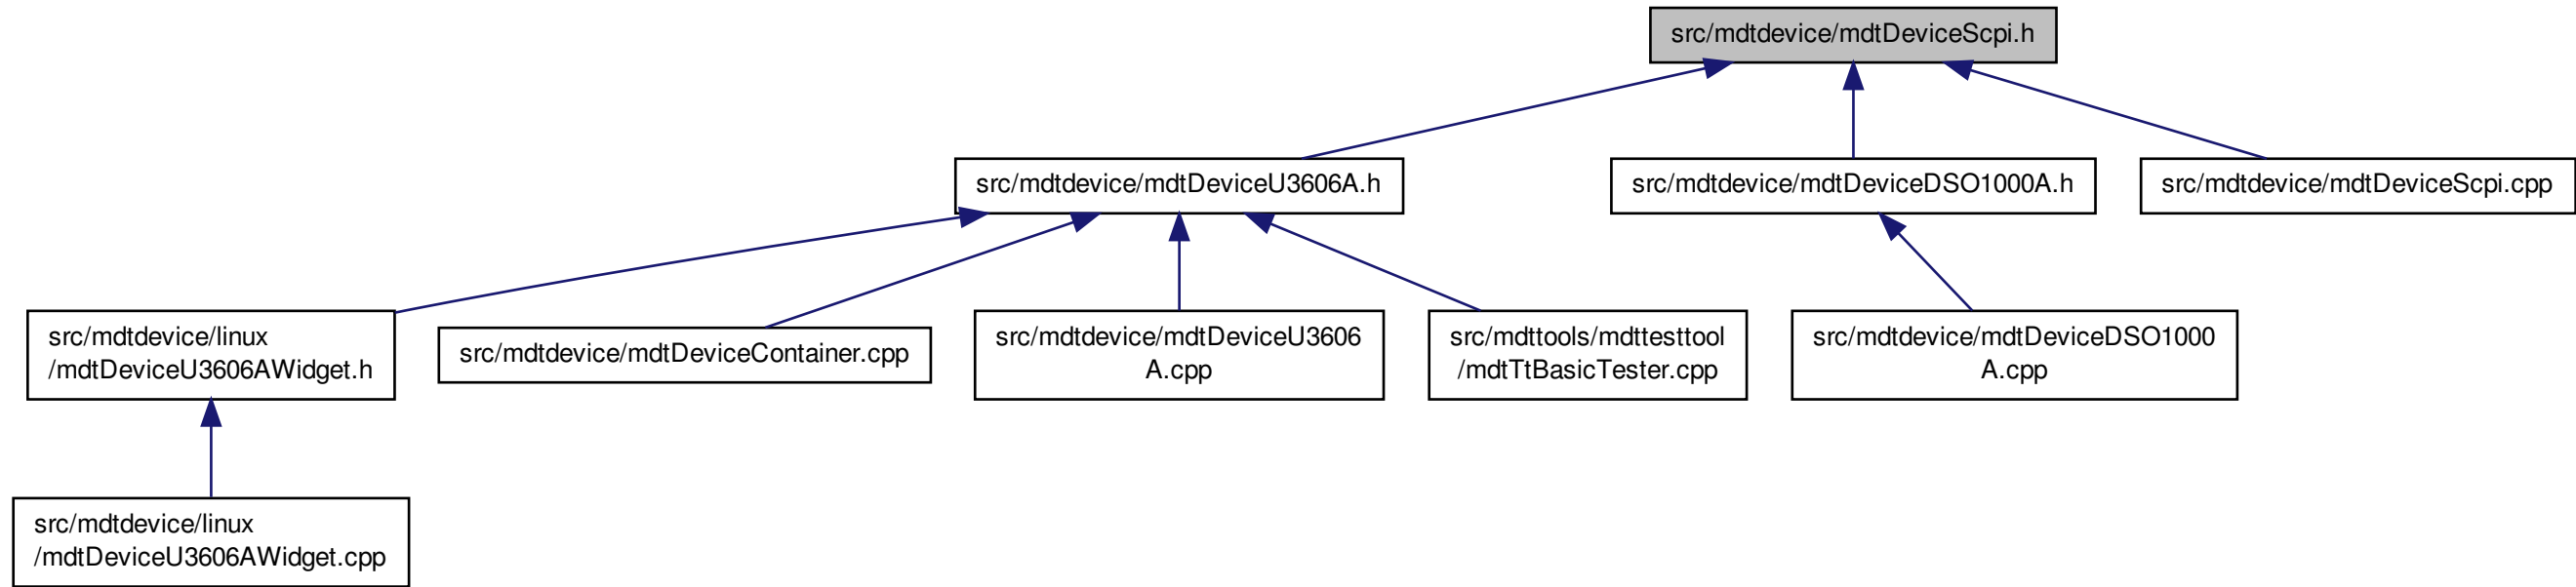 src/mdtdevice/mdtDeviceScpi.h
src/mdtdevice/mdtDeviceU3606A.h
src/mdtdevice/mdtDeviceDSO1000A.h
src/mdtdevice/mdtDeviceScpi.cpp
src/mdtdevice/linux
/mdtDeviceU3606AWidget.h
src/mdtdevice/mdtDeviceContainer.cpp
src/mdtdevice/mdtDeviceU3606
A.cpp
src/mdttools/mdttesttool
/mdtTtBasicTester.cpp
src/mdtdevice/mdtDeviceDSO1000
A.cpp
src/mdtdevice/linux
/mdtDeviceU3606AWidget.cpp